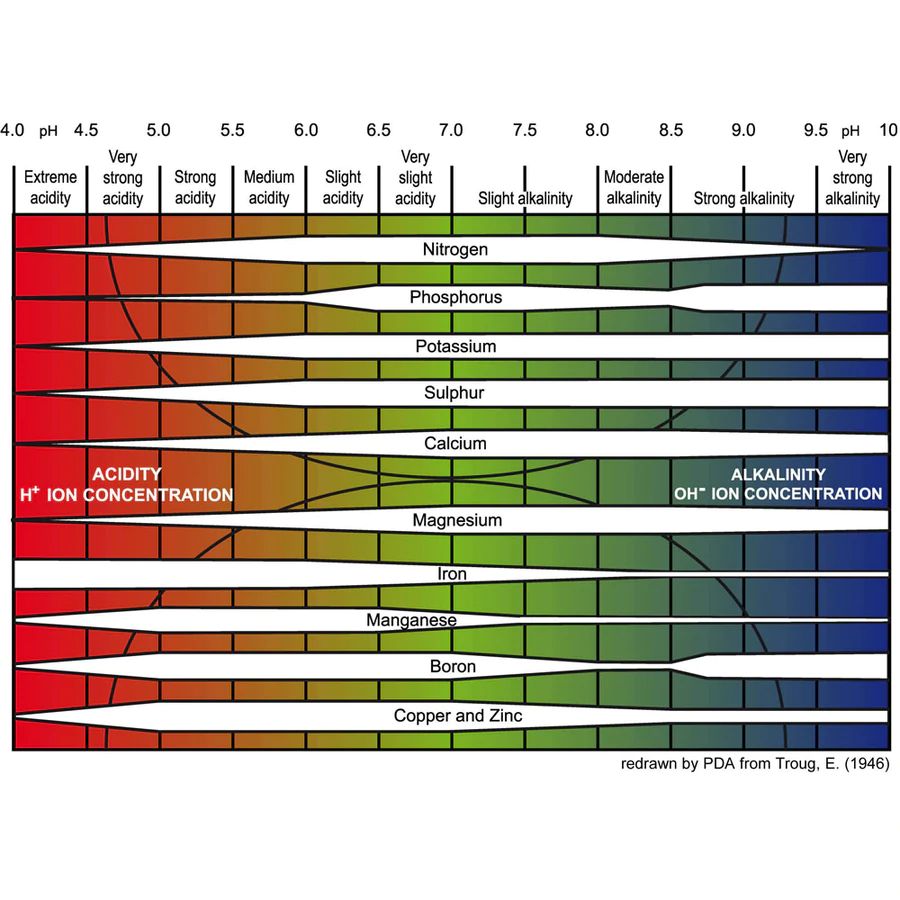 4.0 pH 4.5 5.0 5.5 6.0 6.5 7.0 7.5 8.0 8.5 9.0 9.5 pH 10
Extreme
acidity
Very
strong
acidity
Strong
acidity
Medium
acidity
Slight
acidity
Very
slight
acidity
Slight alkalinity
Moderate
alkalinity
Strong alkalinity
Very
strong
alkalinity
Nitrogen
Phosphorus
Potassium
Sulphur
Calcium
ACIDITY
H⁺ ION CONCENTRATION
ALKALINITY
OH⁻ ION CONCENTRATION
Magnesium
Iron
Manganese
Boron
Copper and Zinc
redrawn by PDA from Troug, E. (1946)